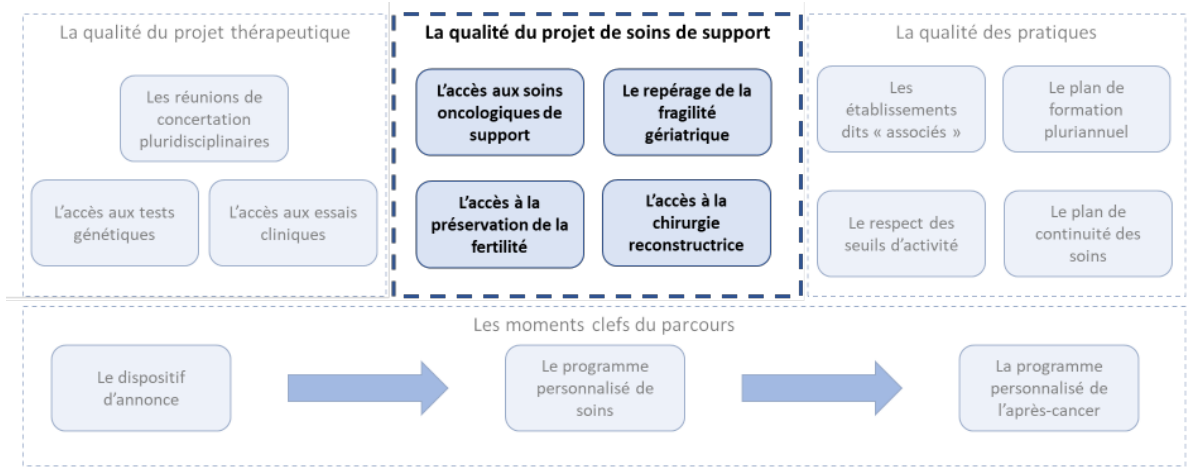 La qualité du projet thérapeutique
Les réunions de
concertation
pluridisciplinaires
L'accès aux tests
génétiques
L'accès aux essais
cliniques
La qualité du projet de soins de support
L'accès aux soins
oncologiques de
support
Le repérage de la
fragilité
gériatrique
L'accès à la
préservation de la
fertilité
L'accès à la
chirurgie
reconstructrice
La qualité des pratiques
Les
établissements
dits « associés »
Le plan de
formation
pluriannuel
Le respect des
seuils d'activité
Le plan de
continuité des
soins
Les moments clefs du parcours
Le dispositif
d'annonce
Le programme
personnalisé de
soins
La programme
personnalisé de
l'après-cancer